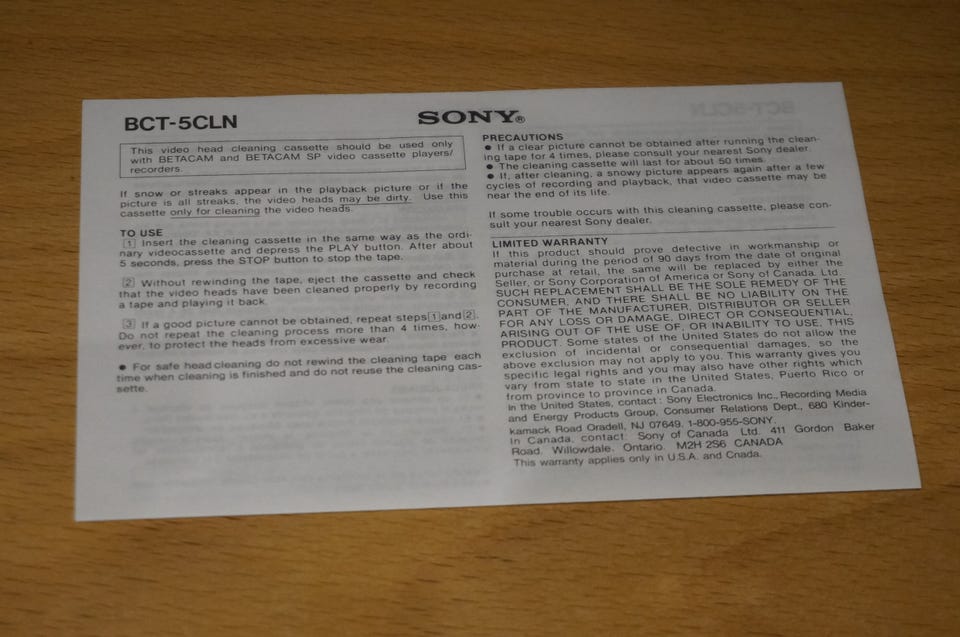 BCT-5CLN
SONY®
This video head cleaning cassette should be used only
with BETACAM and BETACAM SP video cassette players/
recorders.
If snow or streaks appear in the playback picture or if the
picture is all streaks, the video heads may be dirty. Use this
cassette only for cleaning the video heads.
TO USE
1 Insert the cleaning cassette in the same way as the ordi-
nary videocassette and depress the PLAY button. After about
5 seconds, press the STOP button to stop the tape.
2 Without rewinding the tape, eject the cassette and check
that the video heads have been cleaned properly by recording
a tape and playing it back.
3 If a good picture cannot be obtained, repeat steps 1 and 2.
Do not repeat the cleaning process more than 4 times, how-
ever, to protect the heads from excessive wear.
● For safe head cleaning do not rewind the cleaning tape each
time when cleaning is finished and do not reuse the cleaning cas-
sette.
PRECAUTIONS
● If a clear picture cannot be obtained after running the clean-
ing tape for 4 times, please consult your nearest Sony dealer.
● The cleaning cassette will last for about 50 times.
● If, after cleaning, a snowy picture appears again after a few
cycles of recording and playback, that video cassette may be
near the end of its life.
If some trouble occurs with this cleaning cassette, please con-
sult your nearest Sony dealer.
LIMITED WARRANTY
If this product should prove defective in workmanship or
material during the period of 90 days from the date of original
purchase at retail, the same will be replaced by either the
Seller, or Sony Corporation of America or Sony of Canada. Ltd.
SUCH REPLACEMENT SHALL BE THE SOLE REMEDY OF THE
CONSUMER, AND THERE SHALL BE NO LIABILITY ON THE
PART OF THE MANUFACTURER, DISTRIBUTOR OR SELLER
FOR ANY LOSS OR DAMAGE, DIRECT OR CONSEQUENTIAL,
ARISING OUT OF THE USE OF, OR INABILITY TO USE, THIS
PRODUCT. Some states of the United States do not allow the
exclusion of incidental or consequential damages, so the
above exclusion may not apply to you. This warranty gives you
specific legal rights and you may also have other rights which
vary from state to state in the United States, Puerto Rico or
from province to province in Canada.
In the United States, contact: Sony Electronics Inc., Recording Media
and Energy Products Group, Consumer Relations Dept., 680 Kinder-
kamack Road Oradell, NJ 07649. 1-800-955-SONY.
In Canada, contact: Sony of Canada Ltd. 411 Gordon Baker
Road, Willowdale, Ontario. M2H 2S6 CANADA
This warranty applies only in U.S.A. and Cnada.